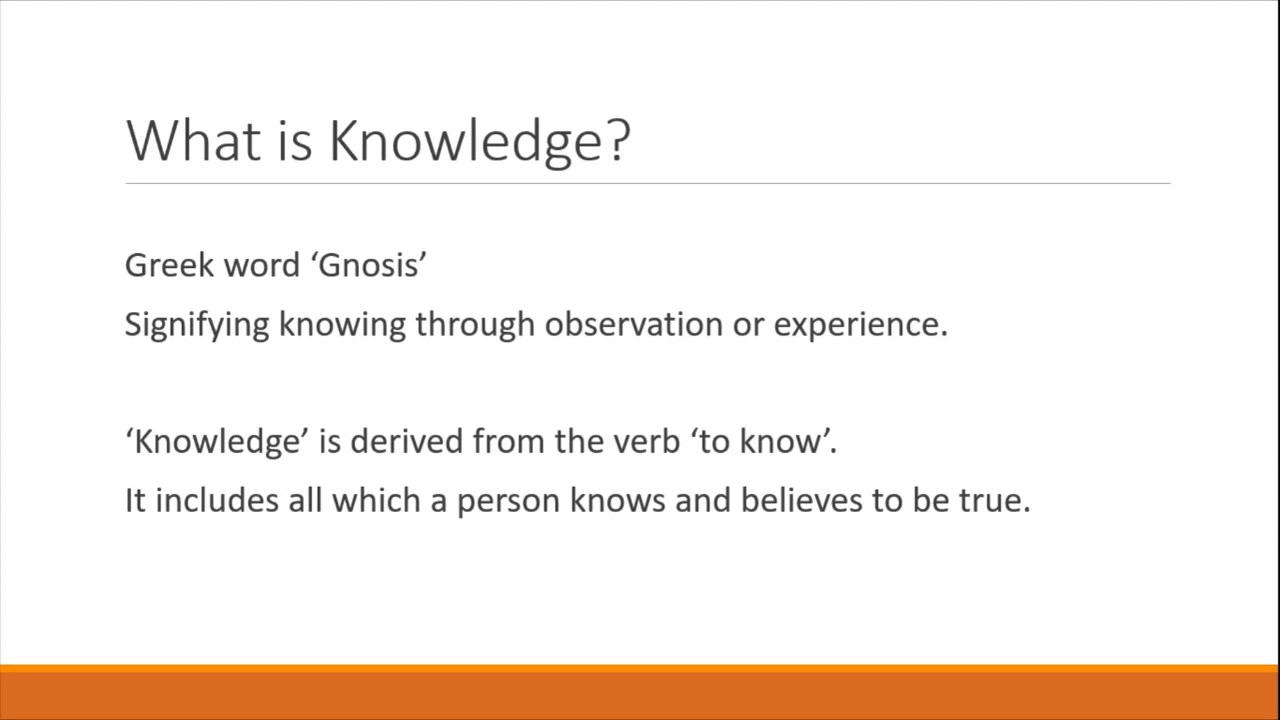 What is Knowledge?
Greek word ‘Gnosis’
Signifying knowing through observation or experience.
‘Knowledge’ is derived from the verb ‘to know’.
It includes all which a person knows and believes to be true.